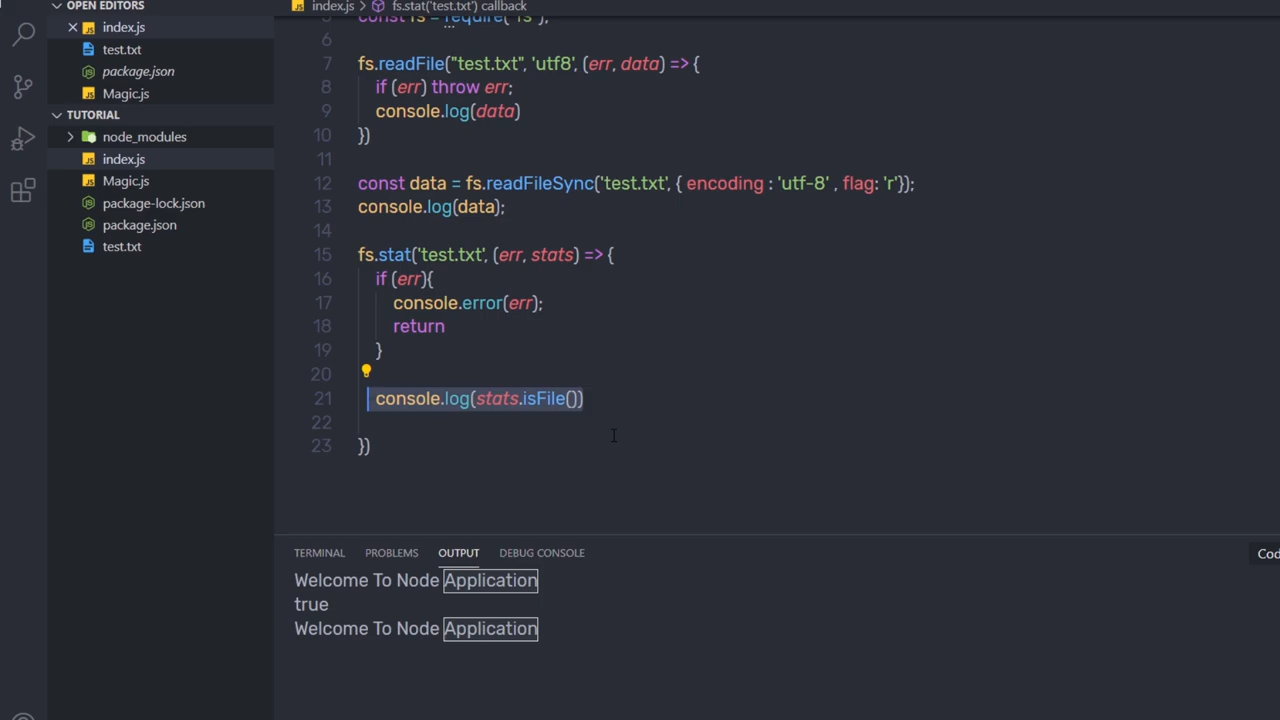 OPEN EDITORS
index.js
test.txt
package.json
Magic.js
TUTORIAL
node_modules
index.js
Magic.js
package-lock.json
package.json
test.txt
index.js > fs.stat('test.txt') callback
5 const fs = require("fs");
6
7 fs.readFile("test.txt", 'utf8', (err, data) => {
8 if (err) throw err;
9 console.log(data)
10 })
11
12 const data = fs.readFileSync('test.txt', { encoding : 'utf-8' , flag: 'r'});
13 console.log(data);
14
15 fs.stat('test.txt', (err, stats) => {
16 if (err){
17 console.error(err);
18 return
19 }
20
21 console.log(stats.isFile())
22
23 })
TERMINAL PROBLEMS OUTPUT DEBUG CONSOLE
Welcome To Node Application
true
Welcome To Node Application